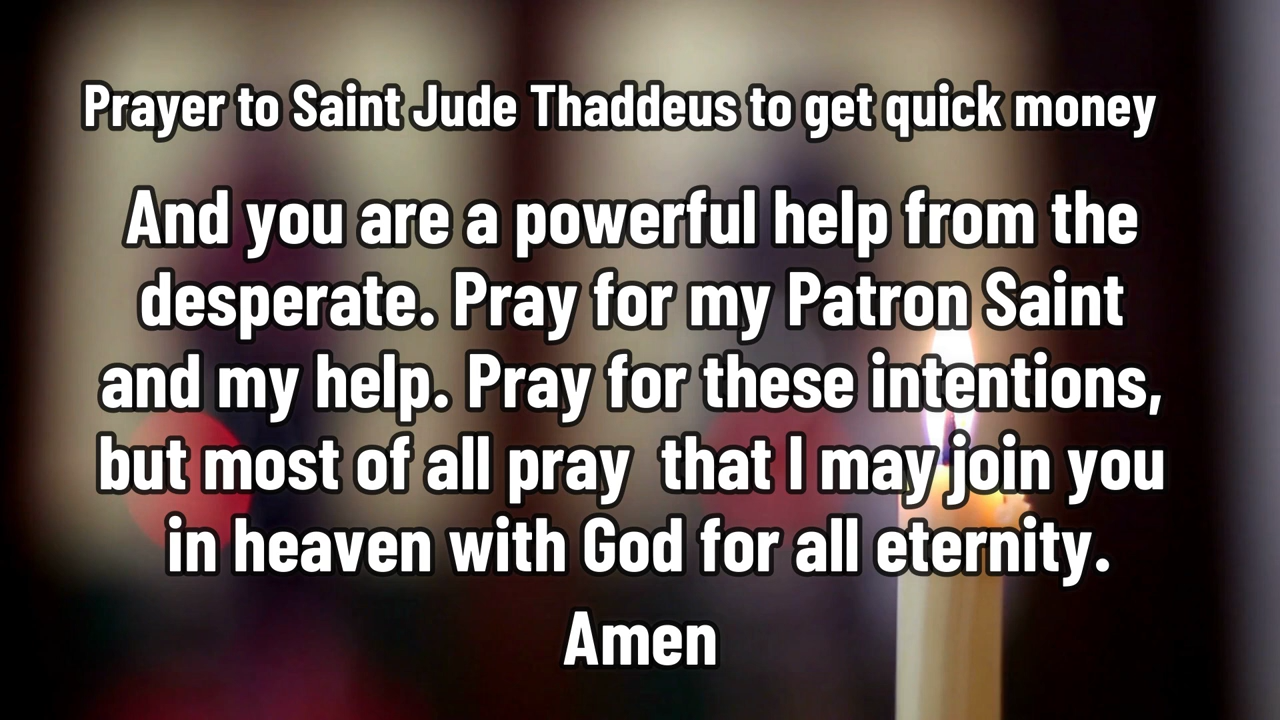 Prayer to Saint Jude Thaddeus to get quick money
And you are a powerful help from the
desperate. Pray for my Patron Saint
and my help. Pray for these intentions,
but most of all pray  that I may join you
in heaven with God for all eternity.
Amen